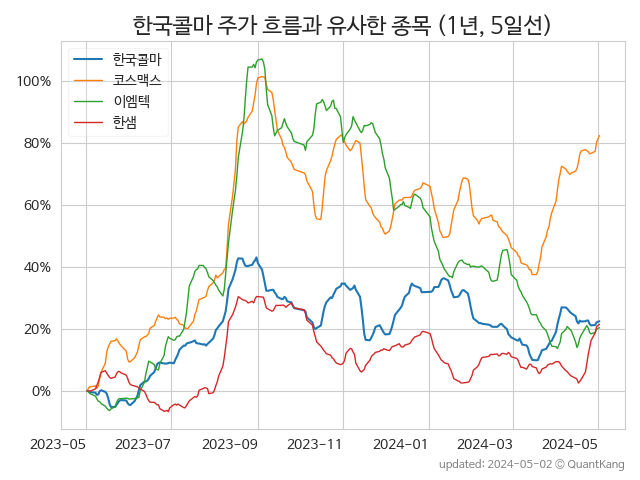 한국콜마 주가 흐름과 유사한 종목 (1년, 5일선)
한국콜마
코스맥스
이엠텍
한샘
100%
80%
60%
40%
20%
0%
2023-05 2023-07 2023-09 2023-11 2024-01 2024-03 2024-05
updated: 2024-05-02 © QuantKang